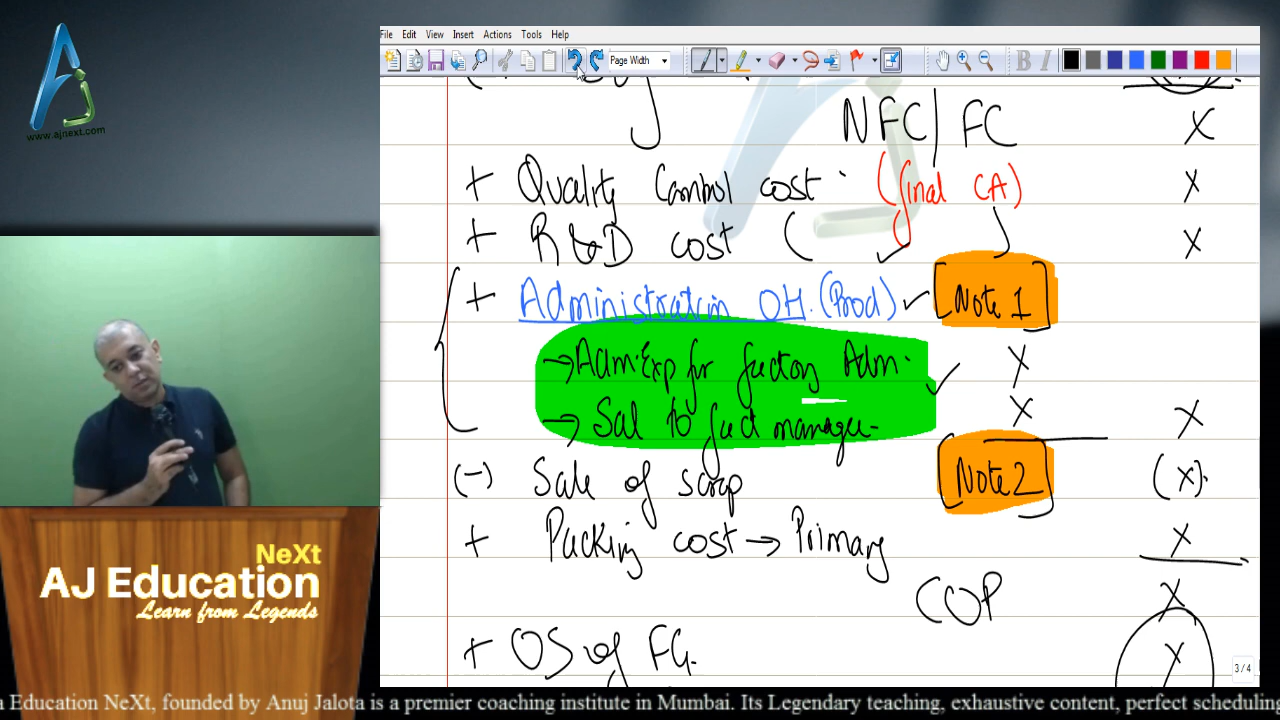 www.ajnext.com
NeXt
AJ Education
Learn from Legends
File Edit View Insert Actions Tools Help
Page Width
B I
NFC | FC X
+ Quality Control cost (final CA) X
+ R&D cost ( ) X
+ Administration OH. (Prod) ✓ [Note 1]
→ Adm. Exp for factory Adm. ✓ X
→ Sal to fact manager X X
(-) Sale of scrap [Note 2] (X)
+ Packing cost → Primary X
COP X
+ OS of FG. X
3/4
a Education NeXt, founded by Anuj Jalota is a premier coaching institute in Mumbai. Its Legendary teaching, exhaustive content, perfect scheduling